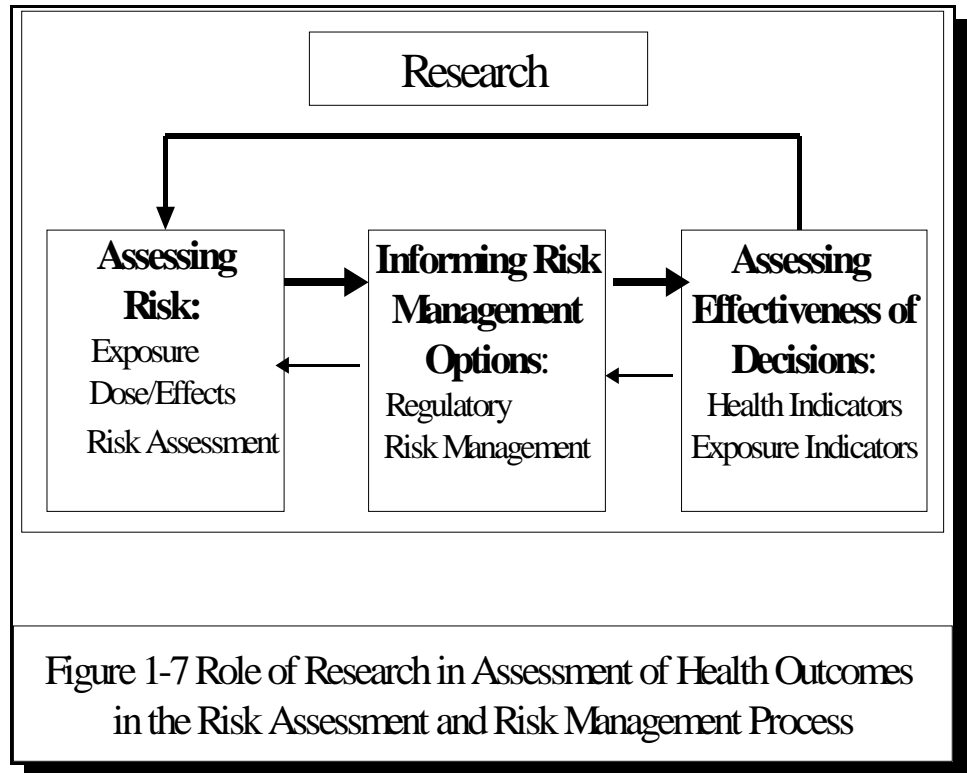 Research
Assessing
Risk:
Exposure
Dose/Effects
Risk Assessment
Informing Risk
Management
Options:
Regulatory
Risk Management
Assessing
Effectiveness of
Decisions:
Health Indicators
Exposure Indicators
Figure 1-7 Role of Research in Assessment of Health Outcomes
in the Risk Assessment and Risk Management Process